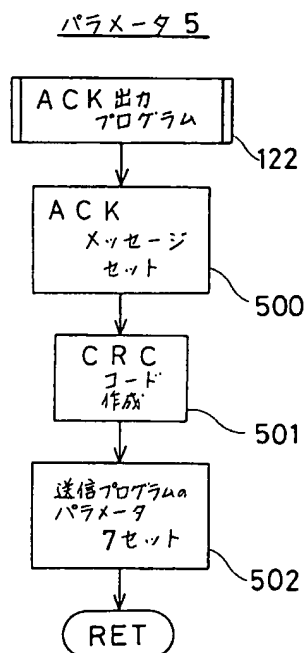 パラメータ 5
ACK出力
プログラム
122
ACK
メッセージ
セット
500
CRC
コード
作成
501
送信プログラムの
パラメータ
7セット
502
RET